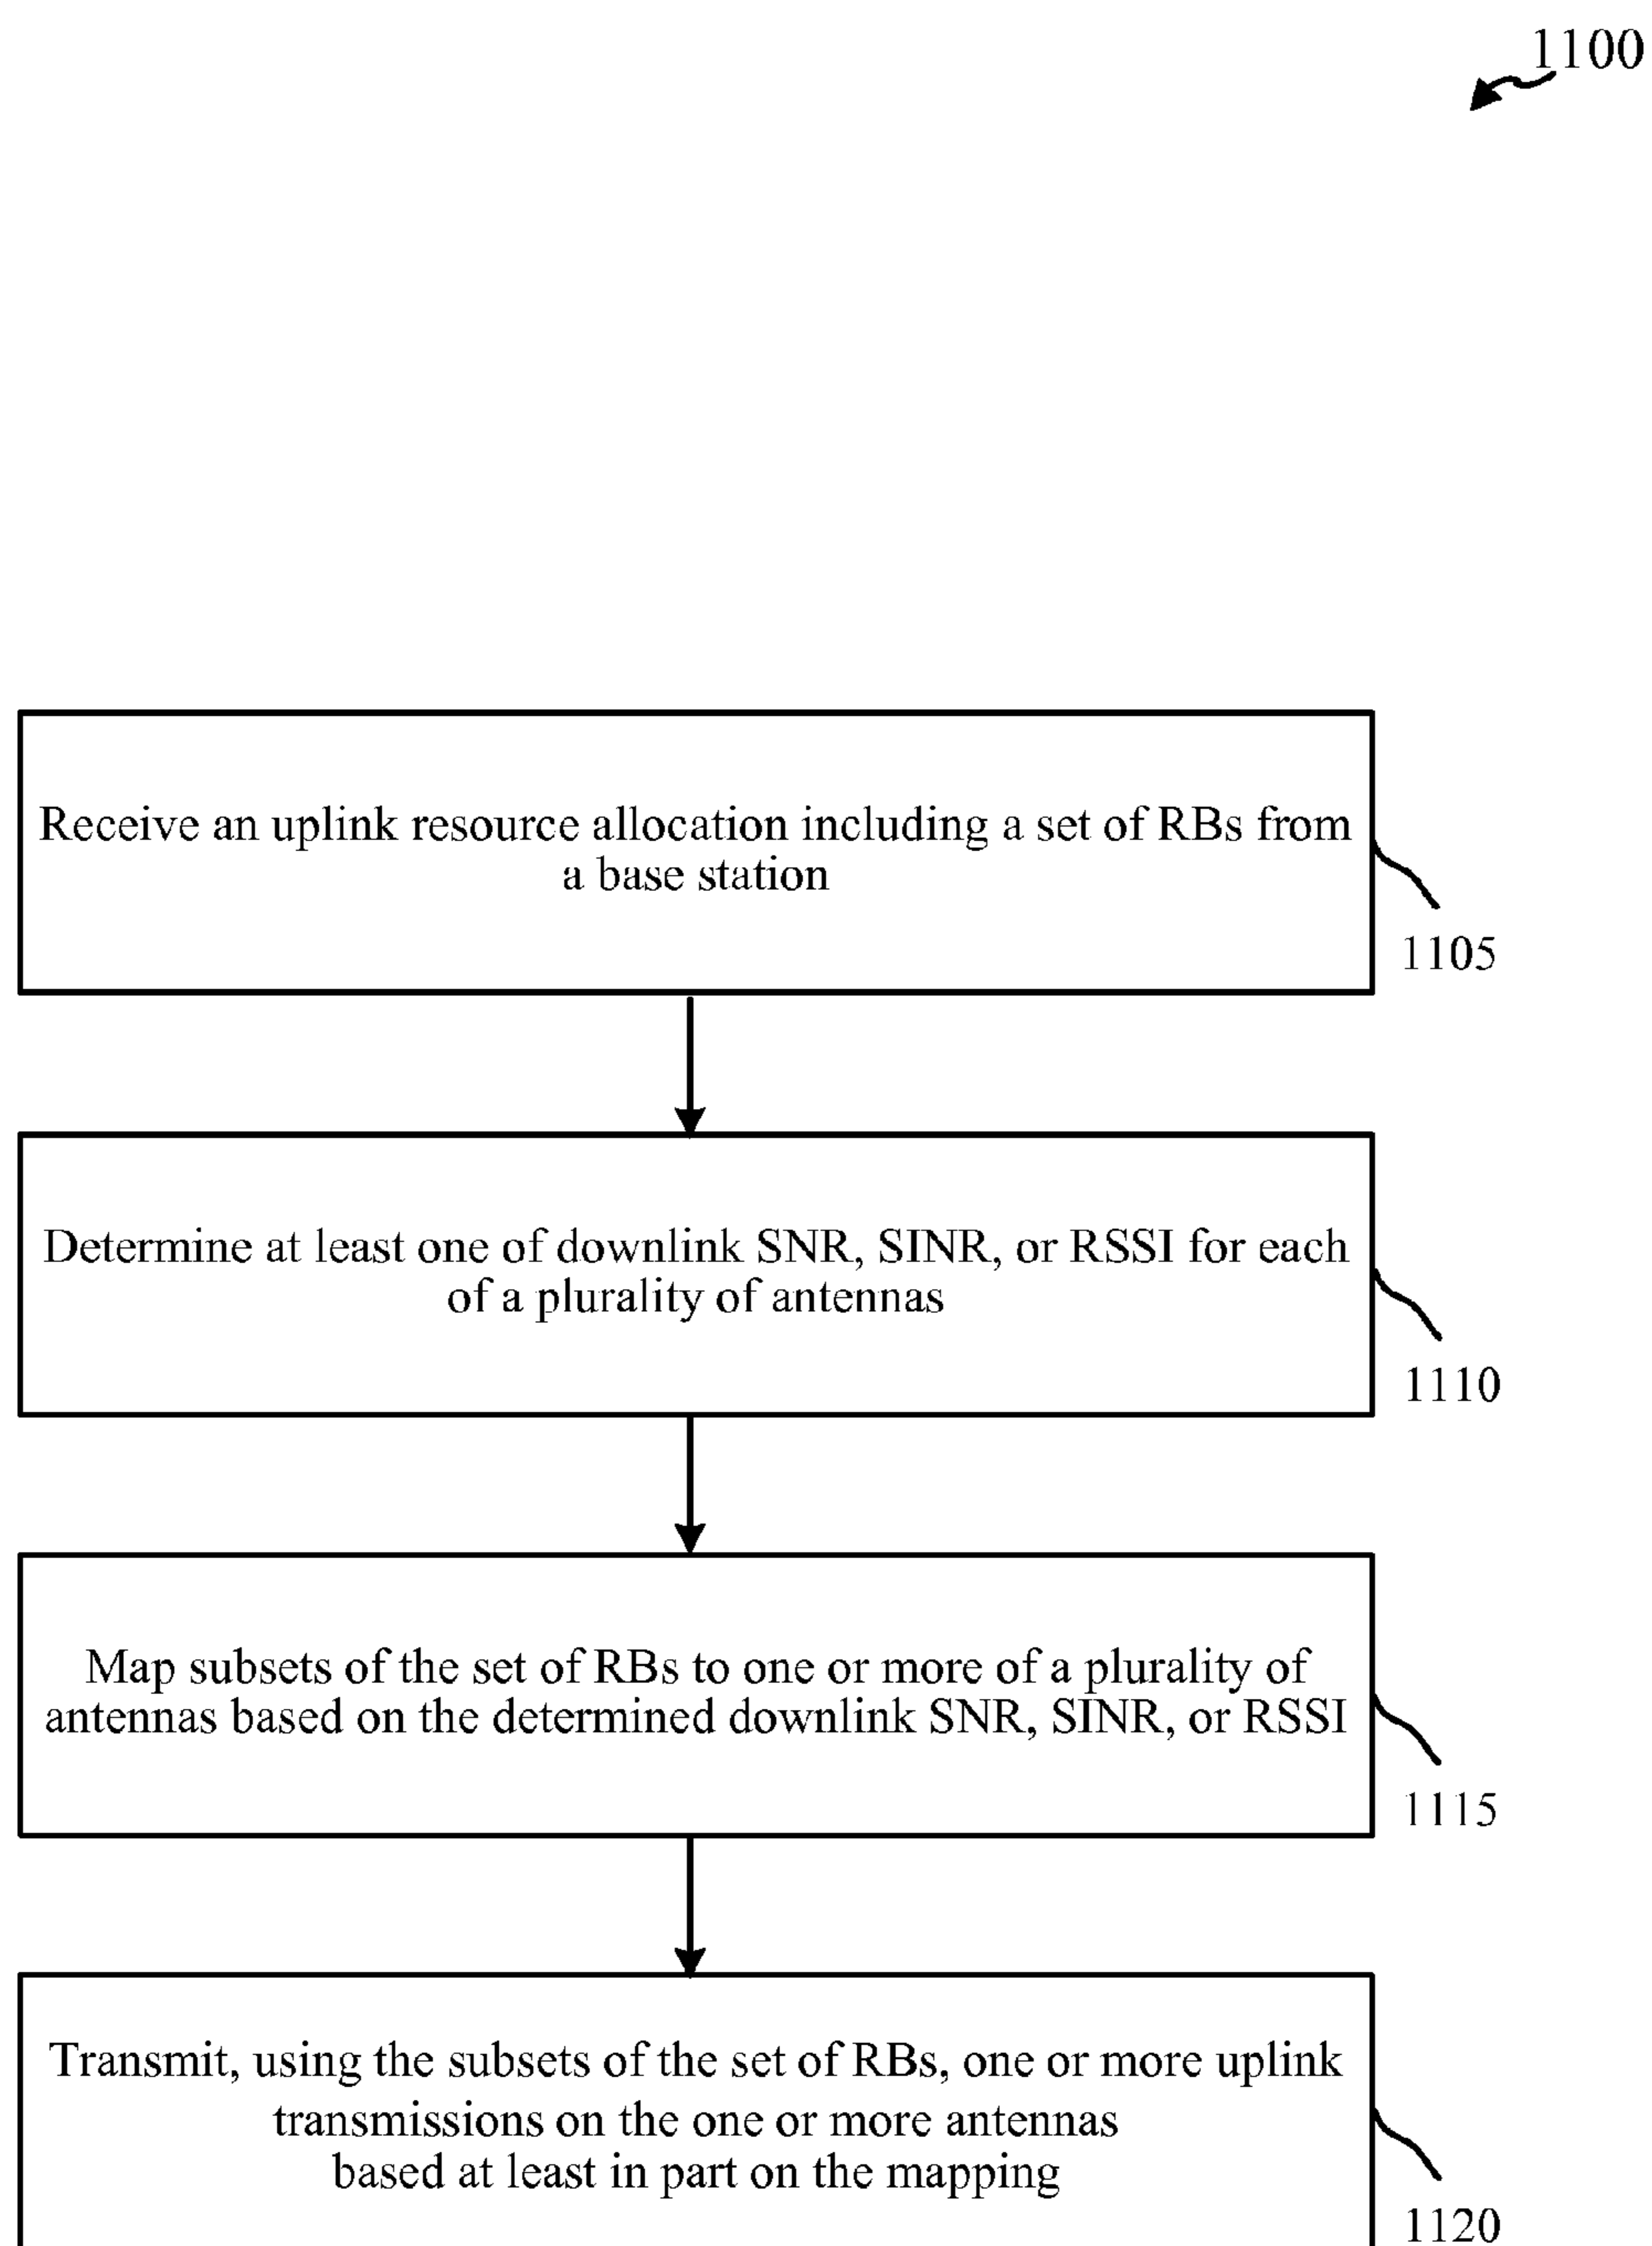 1100
Receive an uplink resource allocation including a set of RBs from
a base station
1105
Determine at least one of downlink SNR, SINR, or RSSI for each
of a plurality of antennas
1110
Map subsets of the set of RBs to one or more of a plurality of
antennas based on the determined downlink SNR, SINR, or RSSI
1115
Transmit, using the subsets of the set of RBs, one or more uplink
transmissions on the one or more antennas
based at least in part on the mapping
1120